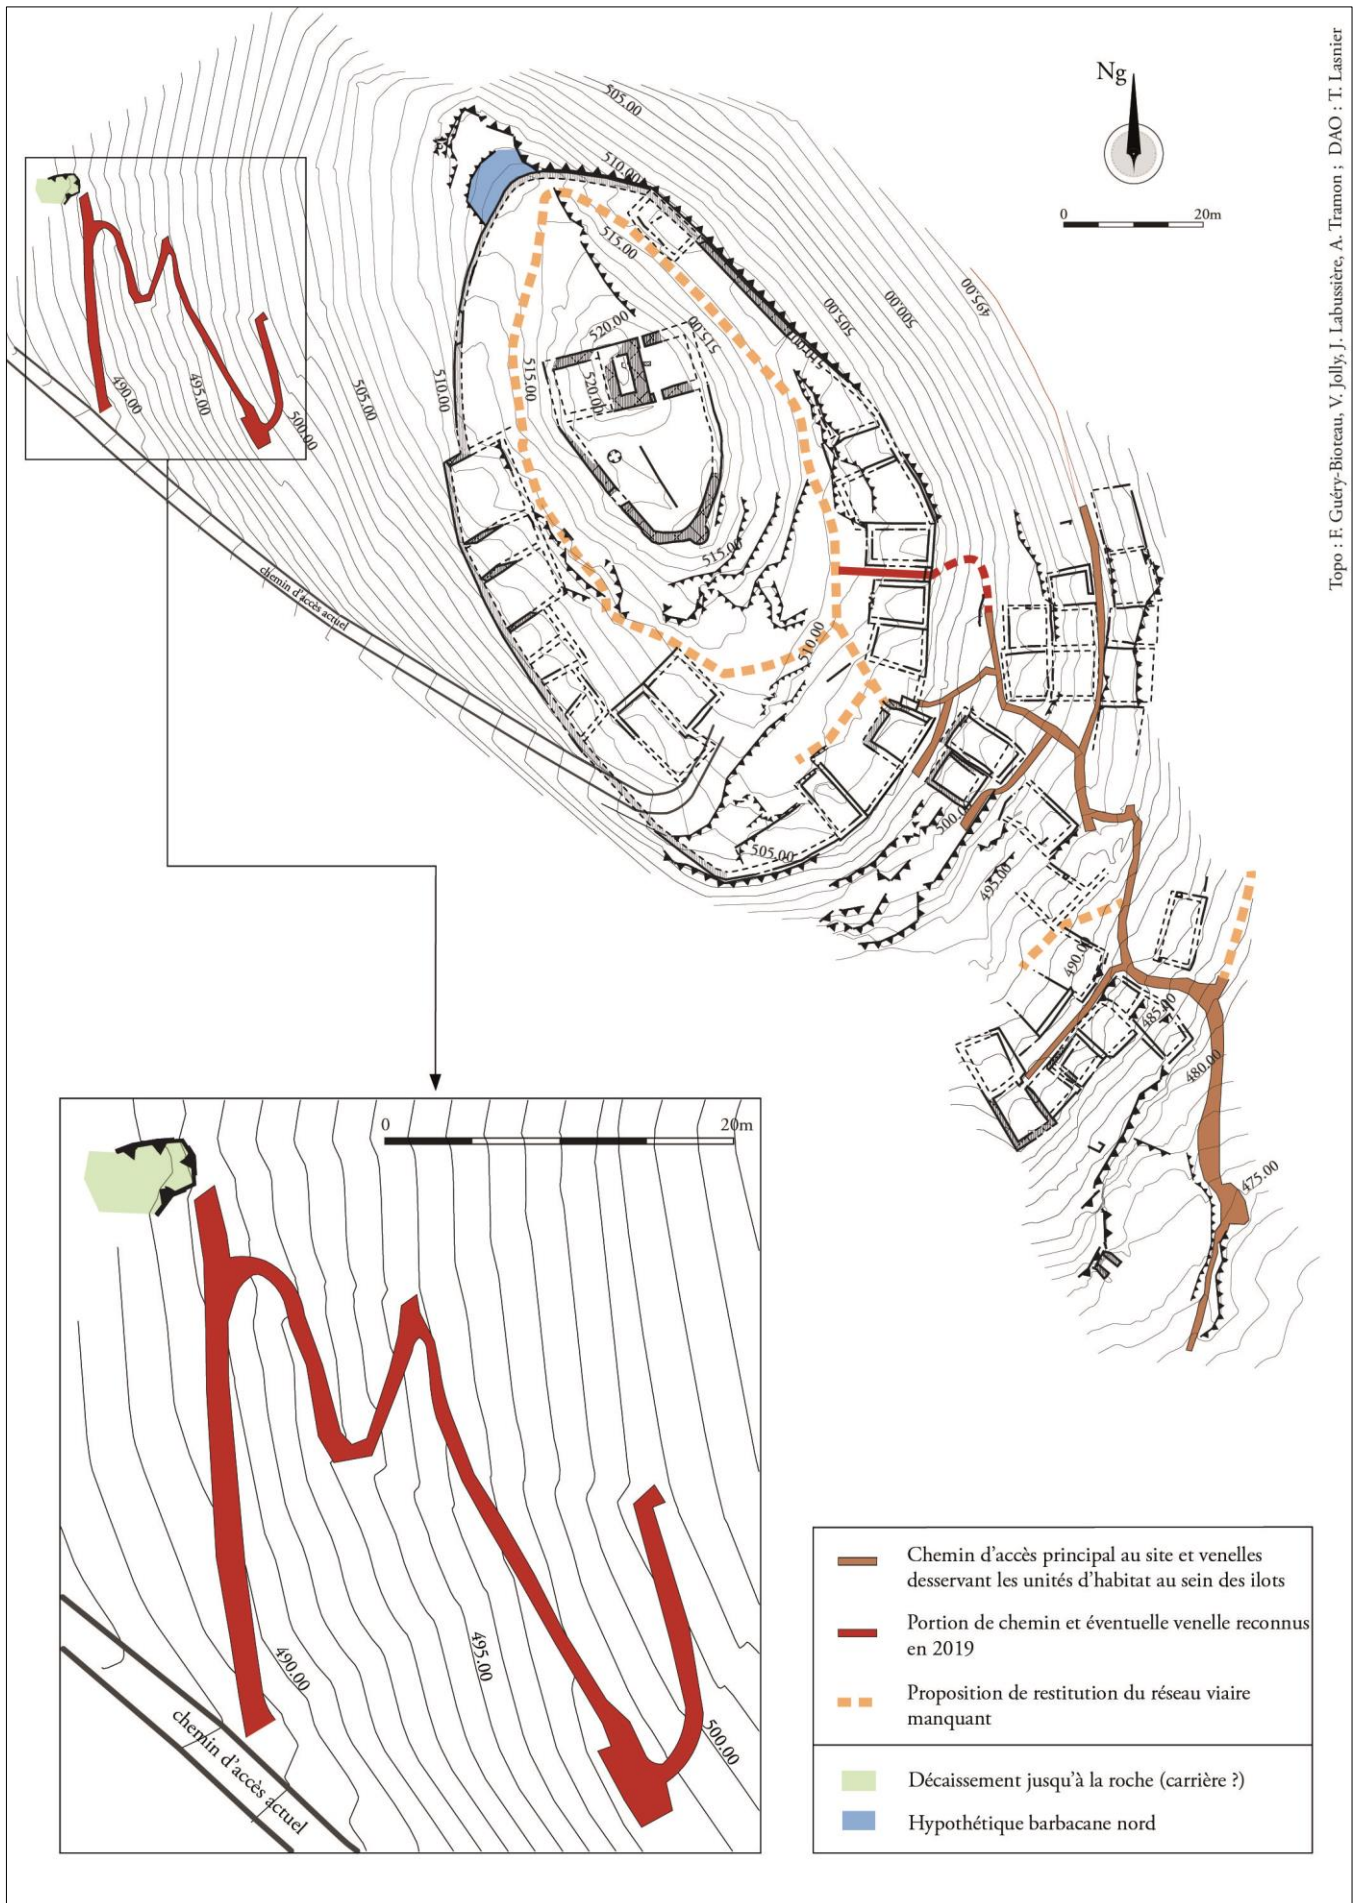 Topo : F. Guéry-Bioteau, V. Jolly, J. Labussière, A. Tramon ; DAO : T. Lasnier
Ng
0 20m
505.00
510.00
515.00
495.00
500.00
505.00
510.00
515.00
520.00
520.00
515.00
510.00
505.00
500.00
495.00
490.00
515.00
510.00
chemin d'accès actuel
505.00
500.00
495.00
490.0
485.00
480.00
475.00
0 20m
490.00
495.00
500.00
chemin d'accès actuel
Chemin d'accès principal au site et venelles
desservant les unités d'habitat au sein des ilots
Portion de chemin et éventuelle venelle reconnus
en 2019
Proposition de restitution du réseau viaire
manquant
Décaissement jusqu'à la roche (carrière ?)
Hypothétique barbacane nord